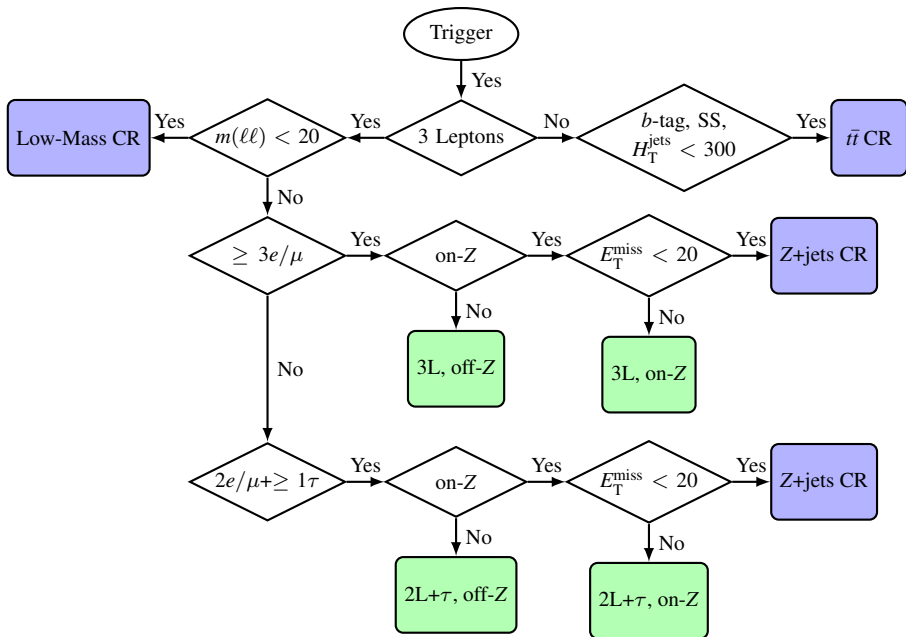 Trigger
Yes
Low-Mass CR
Yes
m(ℓℓ) < 20
Yes
3 Leptons
No
b-tag, SS,
H_T^jets < 300
Yes
tt̄ CR
No
≥ 3e/μ
Yes
on-Z
Yes
E_T^miss < 20
Yes
Z+jets CR
No
No
3L, off-Z
3L, on-Z
No
2e/μ+≥ 1τ
Yes
on-Z
Yes
E_T^miss < 20
Yes
Z+jets CR
No
No
2L+τ, off-Z
2L+τ, on-Z